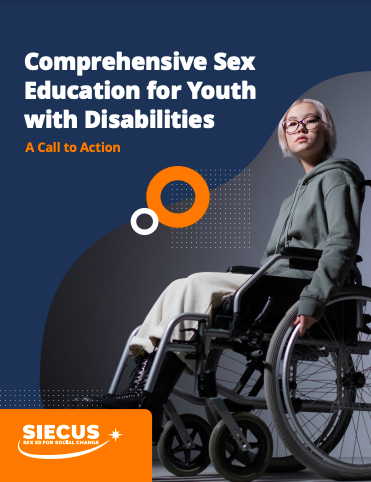 Comprehensive Sex
Education for Youth
with Disabilities
A Call to Action
SIECUS
SEX ED FOR SOCIAL CHANGE